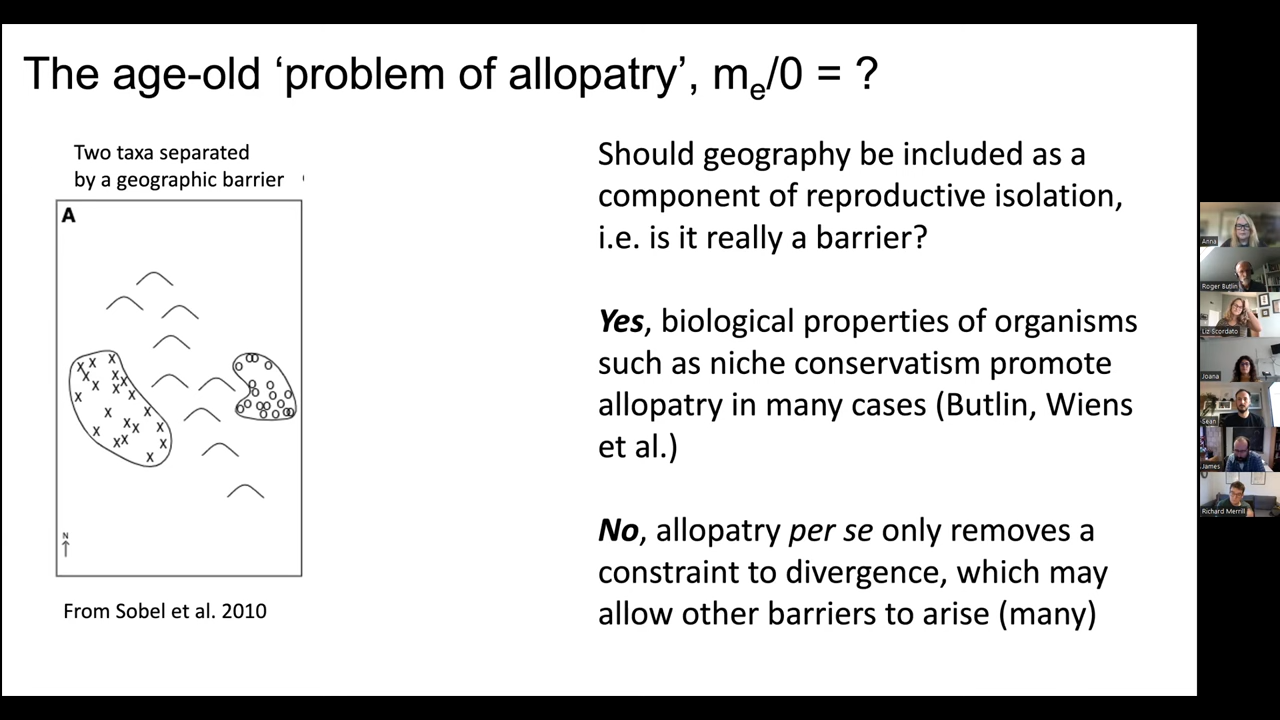 The age-old ‘problem of allopatry’, me/0 = ?
Two taxa separated
by a geographic barrier
A
N
From Sobel et al. 2010
Should geography be included as a
component of reproductive isolation,
i.e. is it really a barrier?
Yes, biological properties of organisms
such as niche conservatism promote
allopatry in many cases (Butlin, Wiens
et al.)
No, allopatry per se only removes a
constraint to divergence, which may
allow other barriers to arise (many)
Anna
Roger Butlin
Liz Scordato
Joana
Sean
James
Richard Merrill